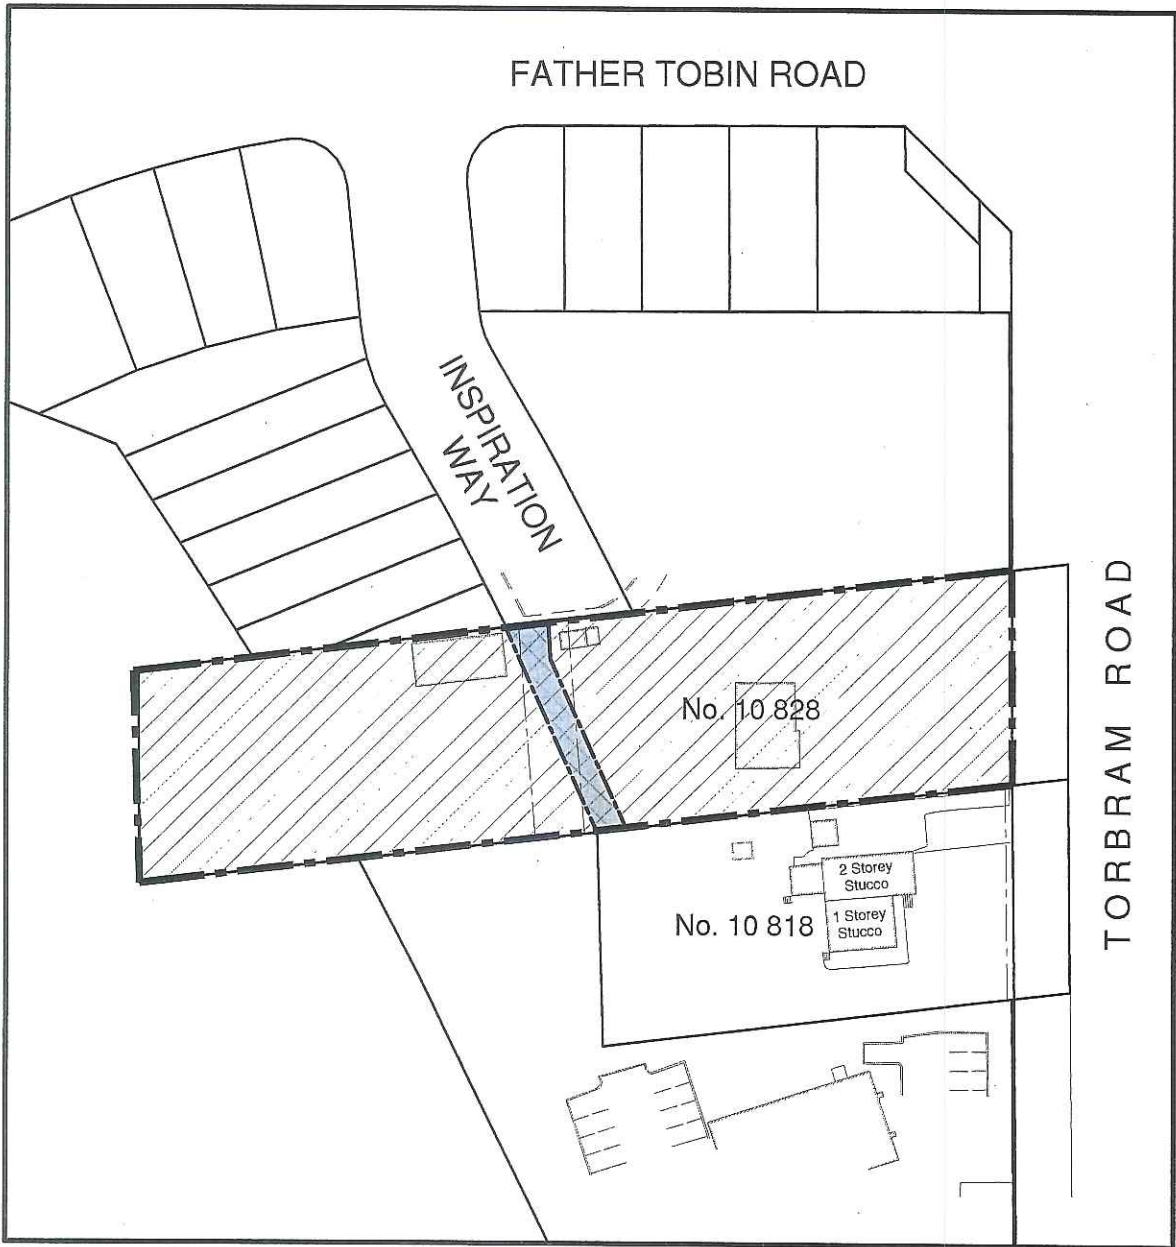 FATHER TOBIN ROAD
INSPIRATION
WAY
TORBRAM ROAD
No. 10 828
2 Storey
Stucco
No. 10 818
1 Storey
Stucco